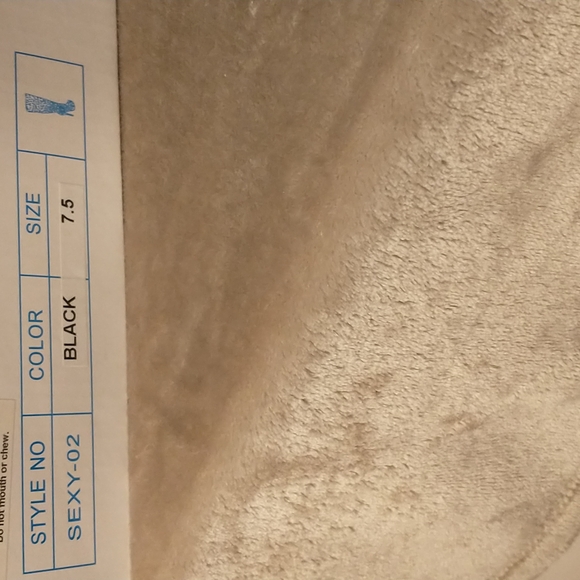 STYLE NO COLOR SIZE
SEXY-02 BLACK 7.5
Do not mouth or chew.